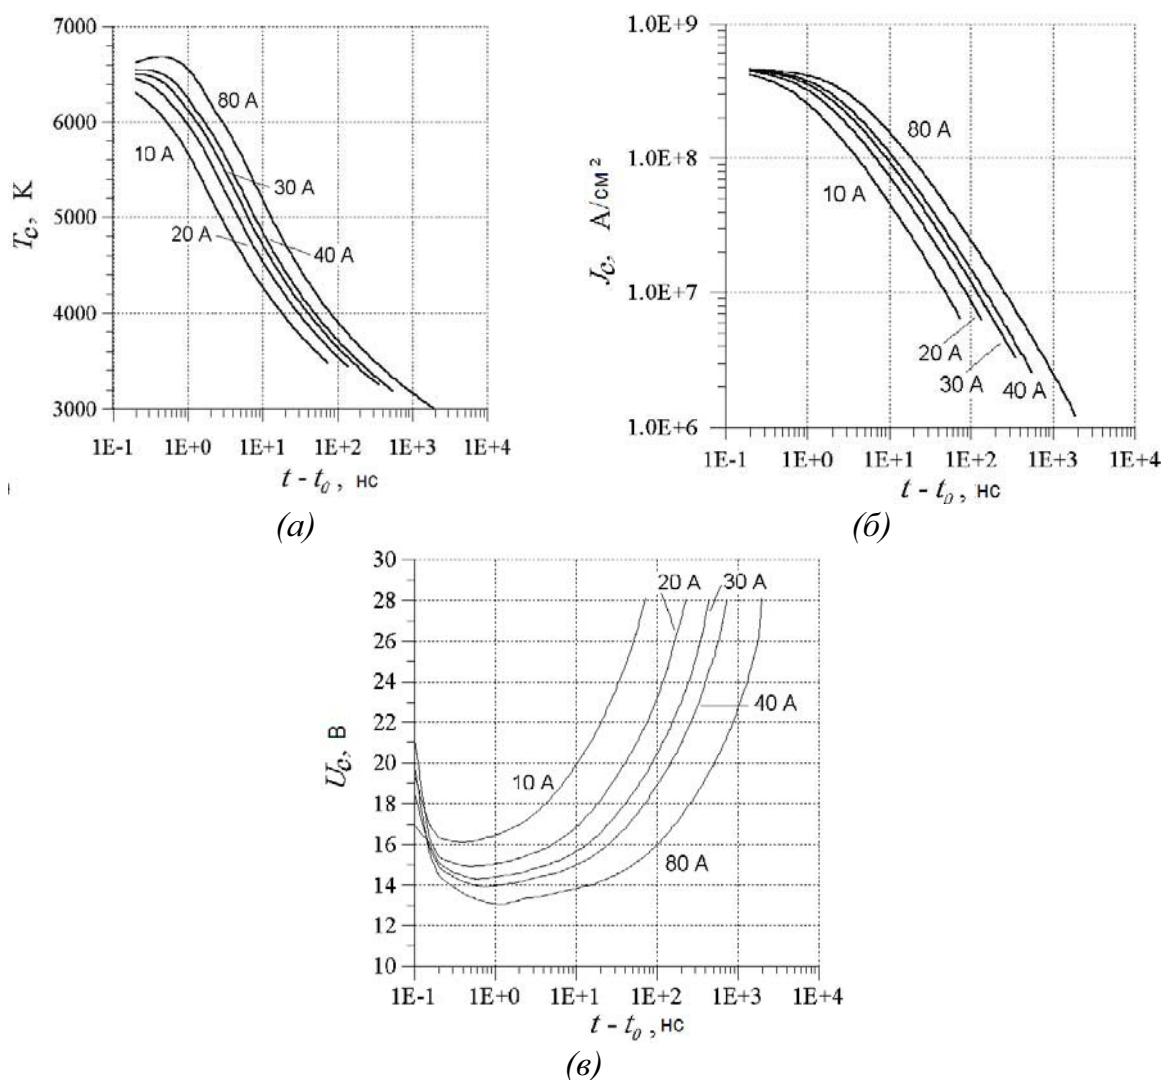 7000
6000
5000
4000
3000
T_c, K
80 A
10 A
30 A
20 A
40 A
1E-1 1E+0 1E+1 1E+2 1E+3 1E+4
t - t_0, нс
(а)
1.0E+9
1.0E+8
1.0E+7
1.0E+6
J_c, А/см²
80 A
10 A
20 A
30 A
40 A
1E-1 1E+0 1E+1 1E+2 1E+3 1E+4
t - t_0, нс
(б)
30
28
26
24
22
20
18
16
14
12
10
U_c, В
20 A
30 A
40 A
10 A
80 A
1E-1 1E+0 1E+1 1E+2 1E+3 1E+4
t - t_0, нс
(в)